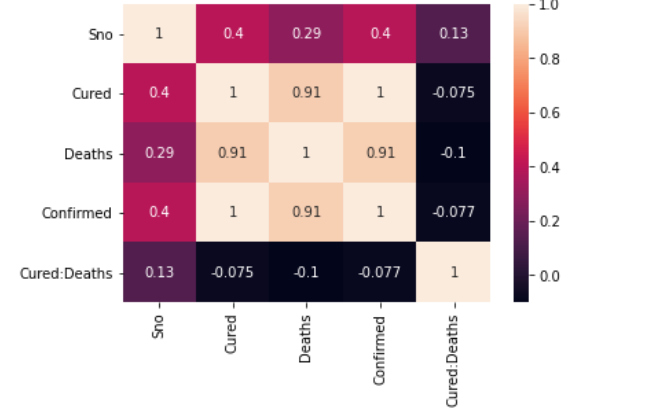 Sno 1 0.4 0.29 0.4 0.13
Cured 0.4 1 0.91 1 -0.075
Deaths 0.29 0.91 1 0.91 -0.1
Confirmed 0.4 1 0.91 1 -0.077
Cured:Deaths 0.13 -0.075 -0.1 -0.077 1
Sno Cured Deaths Confirmed Cured:Deaths
1.0
0.8
0.6
0.4
0.2
0.0